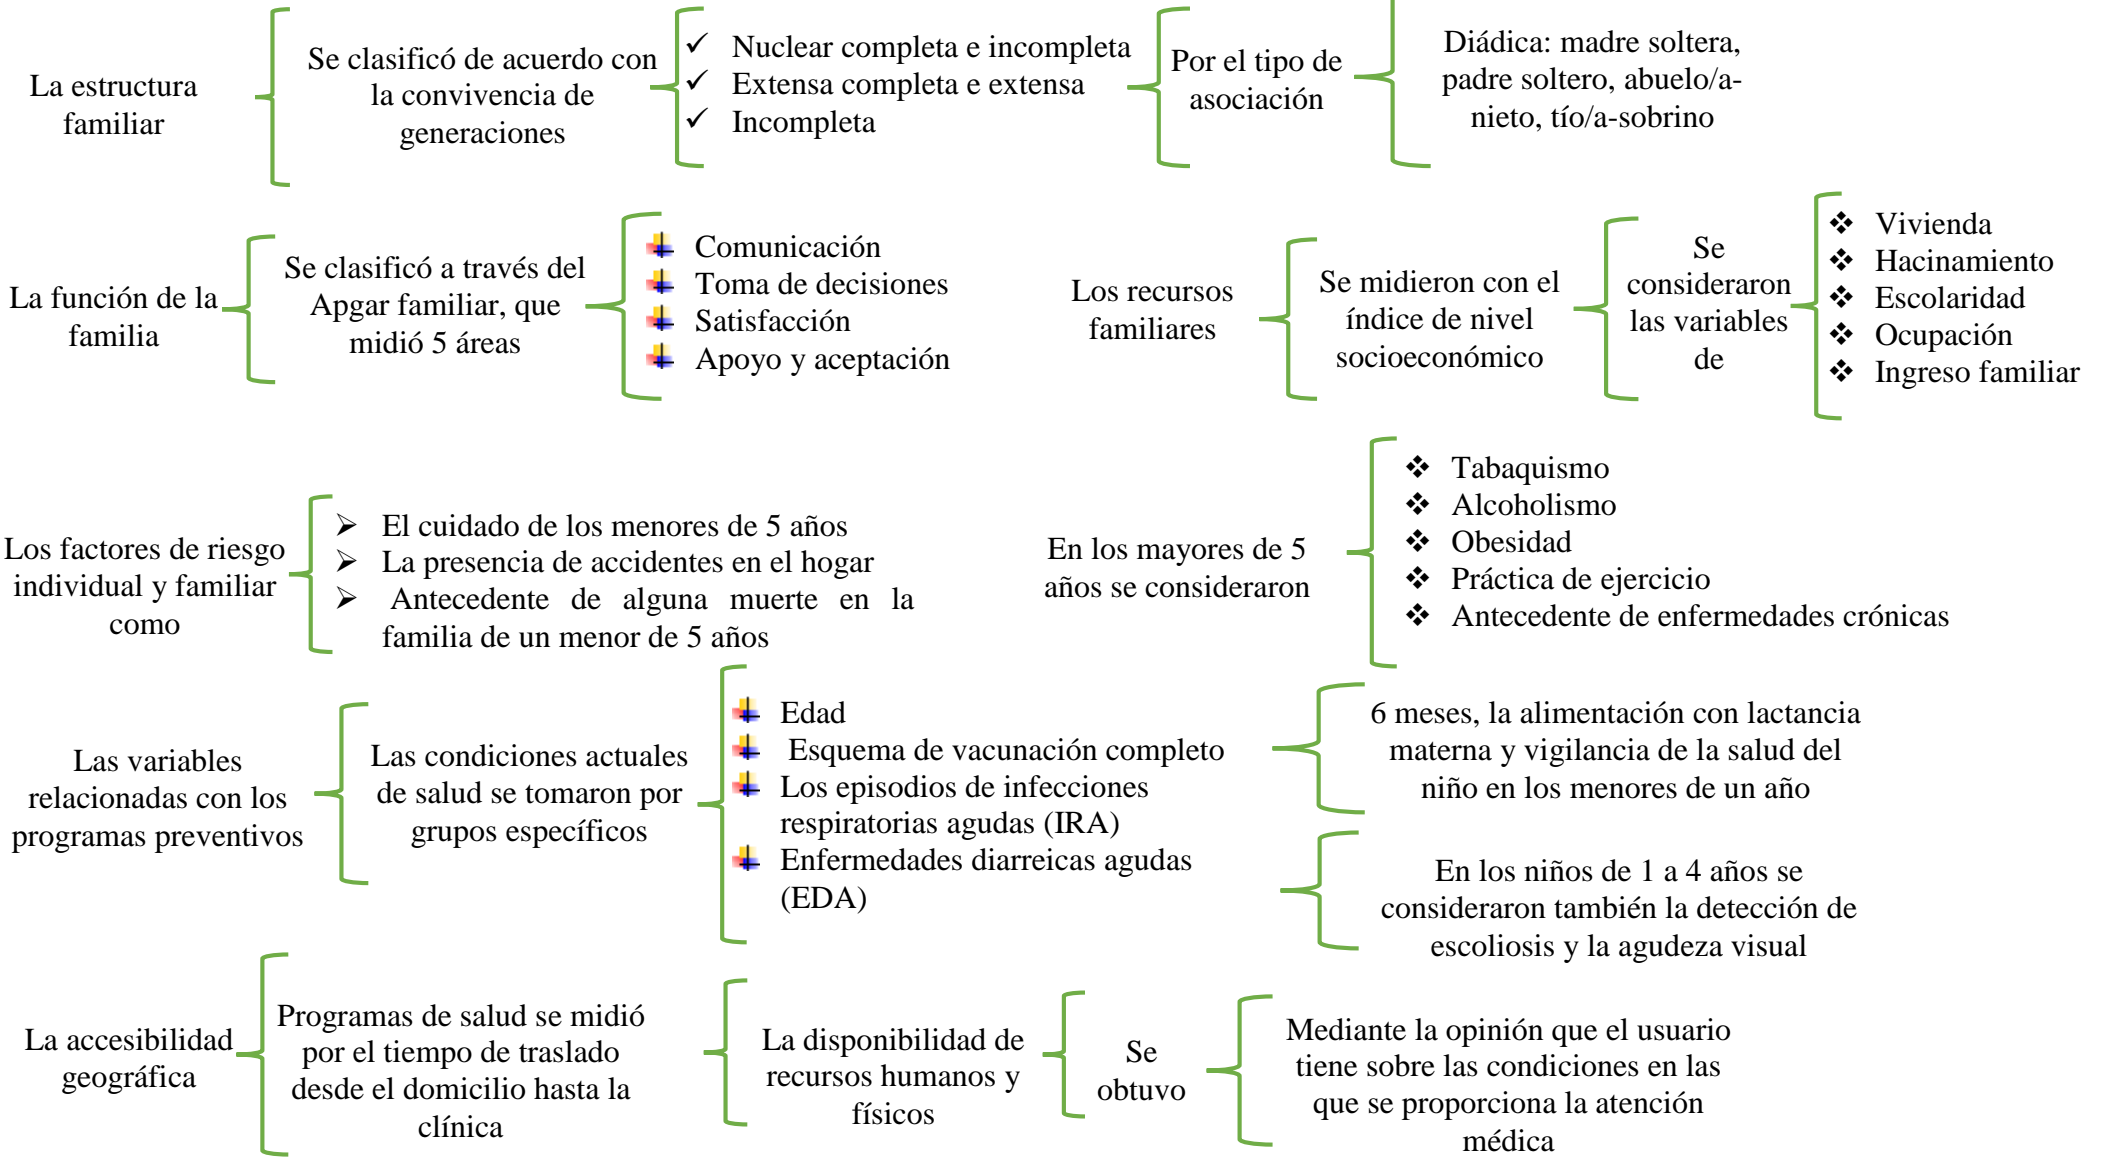 La estructura
familiar
Se clasificó de acuerdo con
la convivencia de
generaciones
✓ Nuclear completa e incompleta
✓ Extensa completa e extensa
✓ Incompleta
Por el tipo de
asociación
Diádica: madre soltera,
padre soltero, abuelo/a-
nieto, tío/a-sobrino
La función de la
familia
Se clasificó a través del
Apgar familiar, que
midió 5 áreas
Comunicación
Toma de decisiones
Satisfacción
Apoyo y aceptación
Los recursos
familiares
Se midieron con el
índice de nivel
socioeconómico
Se
consideraron
las variables
de
❖ Vivienda
❖ Hacinamiento
❖ Escolaridad
❖ Ocupación
❖ Ingreso familiar
Los factores de riesgo
individual y familiar
como
➢ El cuidado de los menores de 5 años
➢ La presencia de accidentes en el hogar
➢ Antecedente de alguna muerte en la
familia de un menor de 5 años
En los mayores de 5
años se consideraron
❖ Tabaquismo
❖ Alcoholismo
❖ Obesidad
❖ Práctica de ejercicio
❖ Antecedente de enfermedades crónicas
Las variables
relacionadas con los
programas preventivos
Las condiciones actuales
de salud se tomaron por
grupos específicos
Edad
Esquema de vacunación completo
Los episodios de infecciones
respiratorias agudas (IRA)
Enfermedades diarreicas agudas
(EDA)
6 meses, la alimentación con lactancia
materna y vigilancia de la salud del
niño en los menores de un año
En los niños de 1 a 4 años se
consideraron también la detección de
escoliosis y la agudeza visual
La accesibilidad
geográfica
Programas de salud se midió
por el tiempo de traslado
desde el domicilio hasta la
clínica
La disponibilidad de
recursos humanos y
físicos
Se
obtuvo
Mediante la opinión que el usuario
tiene sobre las condiciones en las
que se proporciona la atención
médica